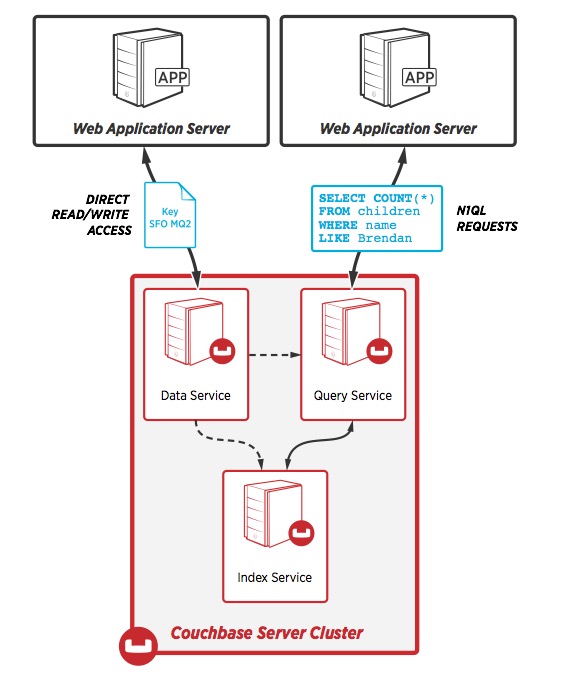 APP
Web Application Server
APP
Web Application Server
DIRECT
READ/WRITE
ACCESS
Key
SFO MQ2
SELECT COUNT(*)
FROM children
WHERE name
LIKE Brendan
N1QL
REQUESTS
Data Service
Query Service
Index Service
Couchbase Server Cluster